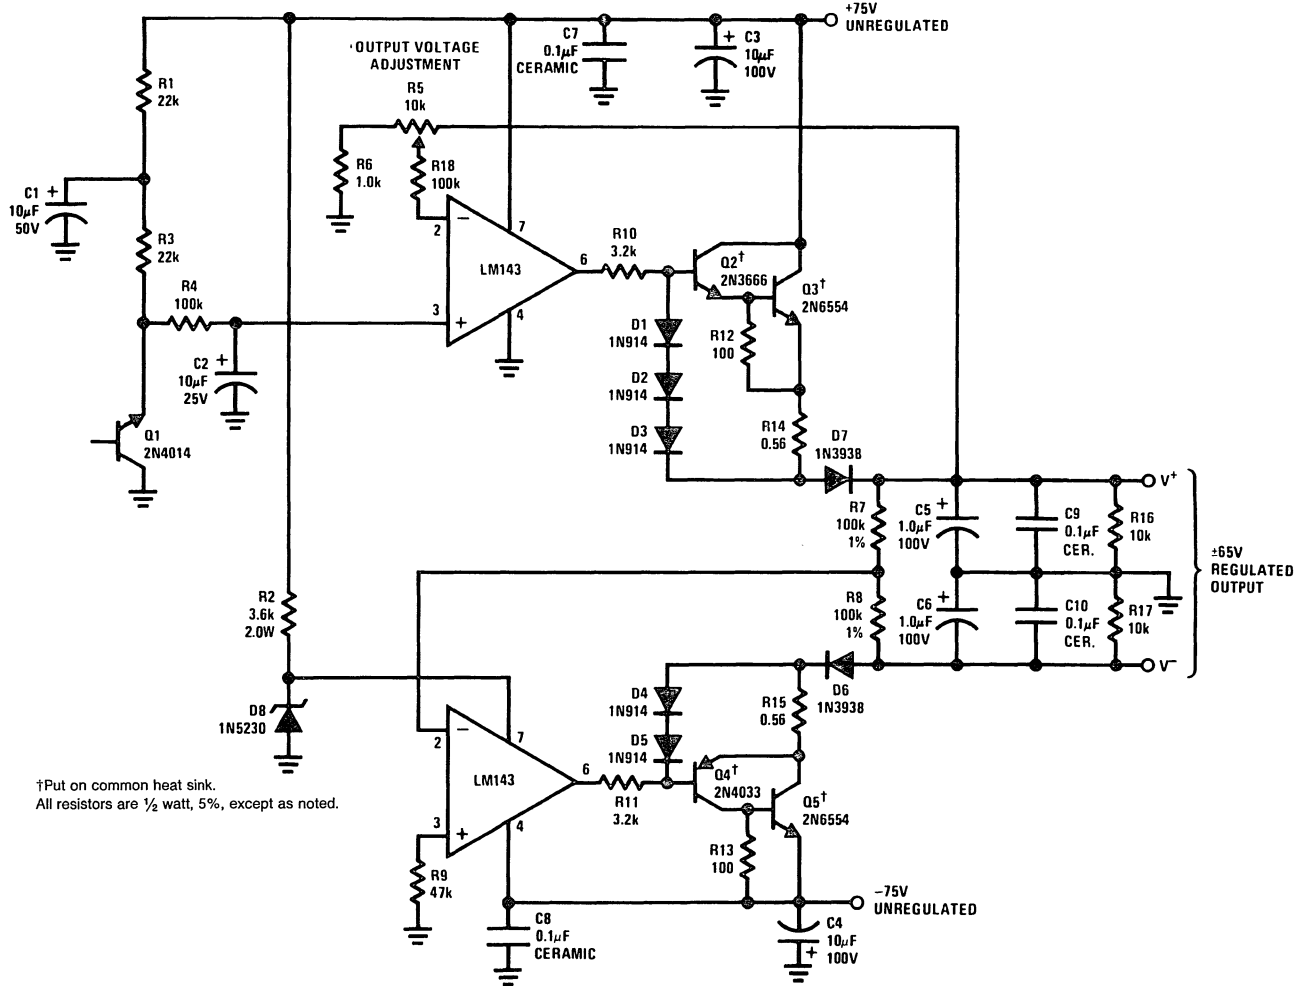 +75V
UNREGULATED
OUTPUT VOLTAGE
ADJUSTMENT
C7
0.1μF
CERAMIC
+
C3
10μF
100V
R1
22k
R5
10k
R6
1.0k
R18
100k
C1
+
10μF
50V
R3
22k
−
2
7
LM143
6
R10
3.2k
Q2†
2N3666
Q3†
2N6554
R4
100k
3
+
4
D1
1N914
R12
100
C2
+
10μF
25V
D2
1N914
Q1
2N4014
D3
1N914
R14
0.56
D7
1N3938
V+
R7
100k
1%
+
C5
1.0μF
100V
C9
0.1μF
CER.
R16
10k
±65V
REGULATED
OUTPUT
R2
3.6k
2.0W
R8
100k
1%
+
C6
1.0μF
100V
C10
0.1μF
CER.
R17
10k
V−
D6
1N3938
D4
1N914
R15
0.56
D8
1N5230
−
2
7
D5
1N914
LM143
6
R11
3.2k
Q4†
2N4033
Q5†
2N6554
†Put on common heat sink.
All resistors are ½ watt, 5%, except as noted.
3
+
4
R13
100
R9
47k
−75V
UNREGULATED
C8
0.1μF
CERAMIC
C4
10μF
+
100V